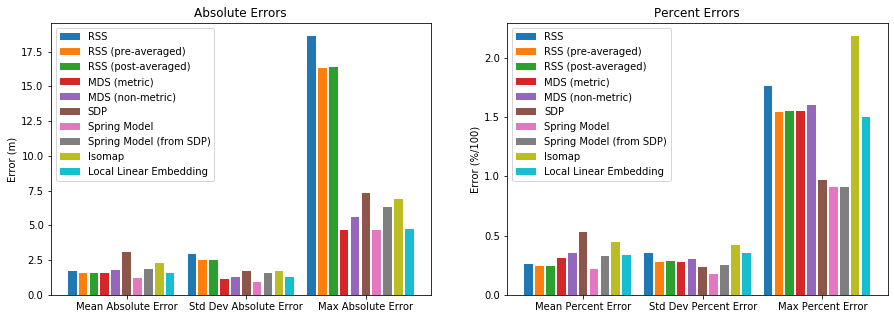 Absolute Errors
Error (m)
17.5
15.0
12.5
10.0
7.5
5.0
2.5
0.0
RSS
RSS (pre-averaged)
RSS (post-averaged)
MDS (metric)
MDS (non-metric)
SDP
Spring Model
Spring Model (from SDP)
Isomap
Local Linear Embedding
Mean Absolute Error Std Dev Absolute Error Max Absolute Error
Percent Errors
Error (%/100)
2.0
1.5
1.0
0.5
0.0
RSS
RSS (pre-averaged)
RSS (post-averaged)
MDS (metric)
MDS (non-metric)
SDP
Spring Model
Spring Model (from SDP)
Isomap
Local Linear Embedding
Mean Percent Error Std Dev Percent Error Max Percent Error